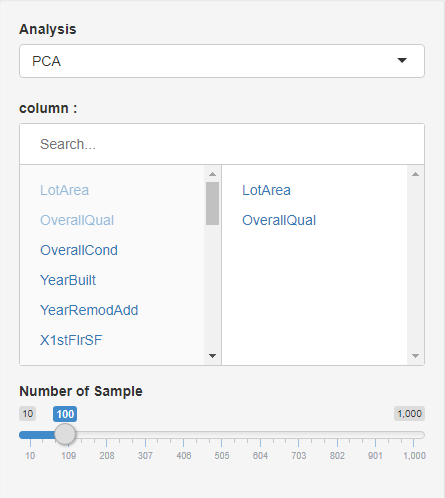 Analysis
PCA
column :
Search...
LotArea
OverallQual
OverallCond
YearBuilt
YearRemodAdd
X1stFlrSF
LotArea
OverallQual
Number of Sample
10 100 1,000
10 109 208 307 406 505 604 703 802 901 1,000